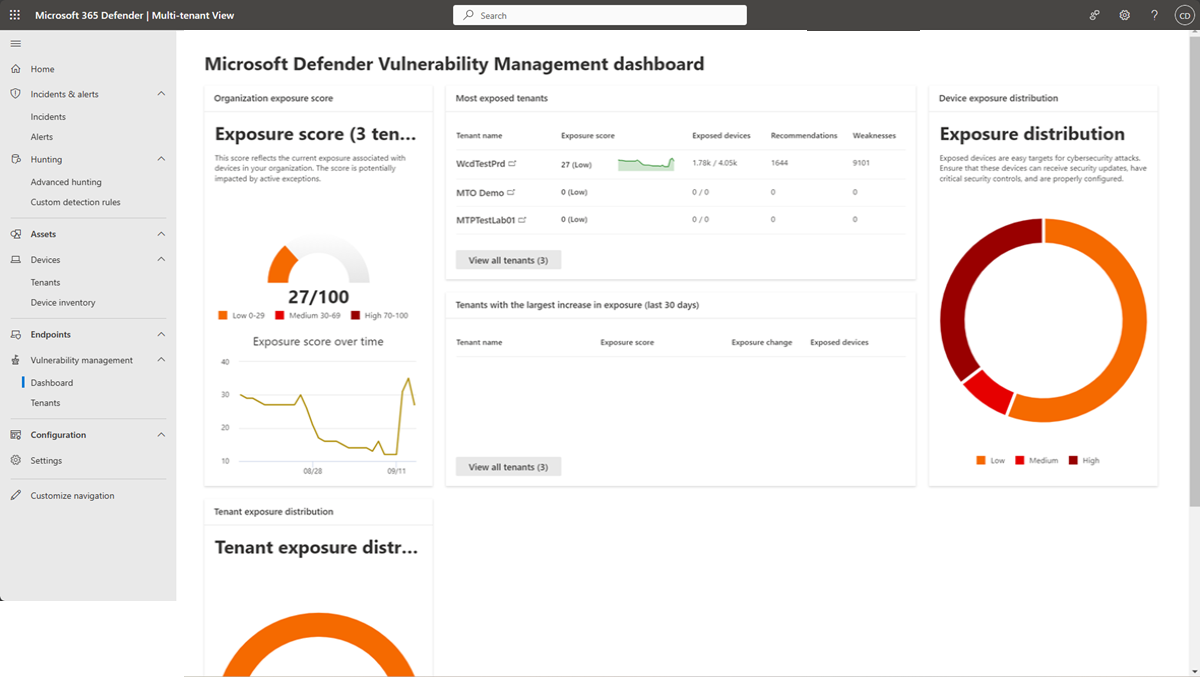 Microsoft 365 Defender | Multi-tenant View
Search
?
CD
Home
Incidents & alerts
Incidents
Alerts
Hunting
Advanced hunting
Custom detection rules
Assets
Devices
Tenants
Device inventory
Endpoints
Vulnerability management
Dashboard
Tenants
Configuration
Settings
Customize navigation
Microsoft Defender Vulnerability Management dashboard
Organization exposure score
Exposure score (3 ten...
This score reflects the current exposure associated with
devices in your organization. The score is potentially
impacted by active exceptions.
27/100
Low 0-29 Medium 30-69 High 70-100
Exposure score over time
40
30
20
10
08/28 09/11
Most exposed tenants
Tenant name Exposure score Exposed devices Recommendations Weaknesses
WcdTestPrd 27 (Low) 1.78k / 4.05k 1644 9101
MTO Demo 0 (Low) 0 / 0 0 0
MTPTestLab01 0 (Low) 0 / 0 0 0
View all tenants (3)
Tenants with the largest increase in exposure (last 30 days)
Tenant name Exposure score Exposure change Exposed devices
View all tenants (3)
Device exposure distribution
Exposure distribution
Exposed devices are easy targets for cybersecurity attacks.
Ensure that these devices can receive security updates, have
critical security controls, and are properly configured.
Low Medium High
Tenant exposure distribution
Tenant exposure distr...